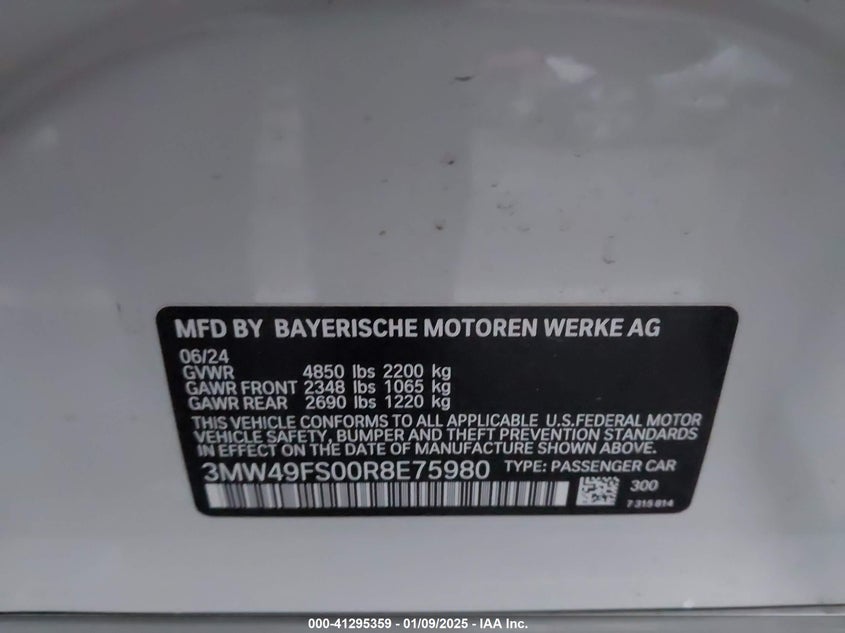 MFD BY BAYERISCHE MOTOREN WERKE AG
06/24
GVWR 4850 lbs 2200 kg
GAWR FRONT 2348 lbs 1065 kg
GAWR REAR 2690 lbs 1220 kg
THIS VEHICLE CONFORMS TO ALL APPLICABLE U.S.FEDERAL MOTOR
VEHICLE SAFETY, BUMPER AND THEFT PREVENTION STANDARDS
IN EFFECT ON THE DATE OF MANUFACTURE SHOWN ABOVE.
3MW49FS00R8E75980 TYPE: PASSENGER CAR
300
7 315 814
000-41295359 | 01/09/2025 - IAA Inc.